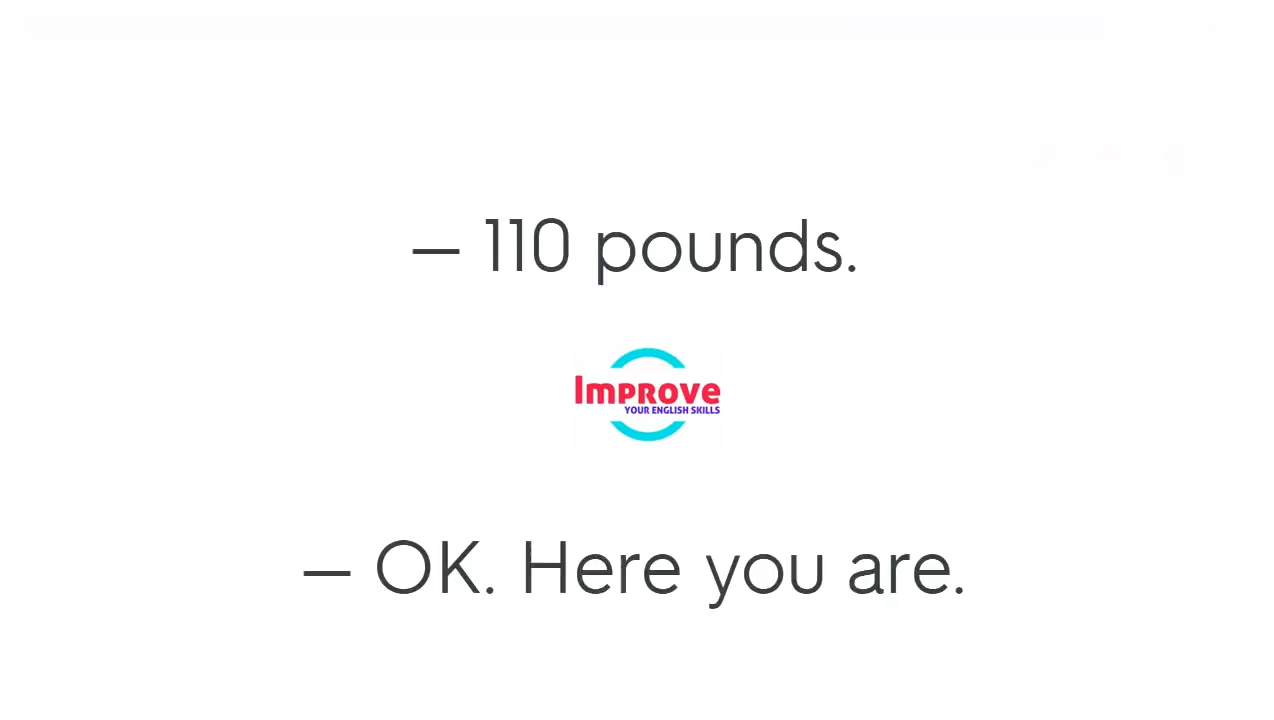 — 110 pounds.
Improve
YOUR ENGLISH SKILLS
— OK. Here you are.